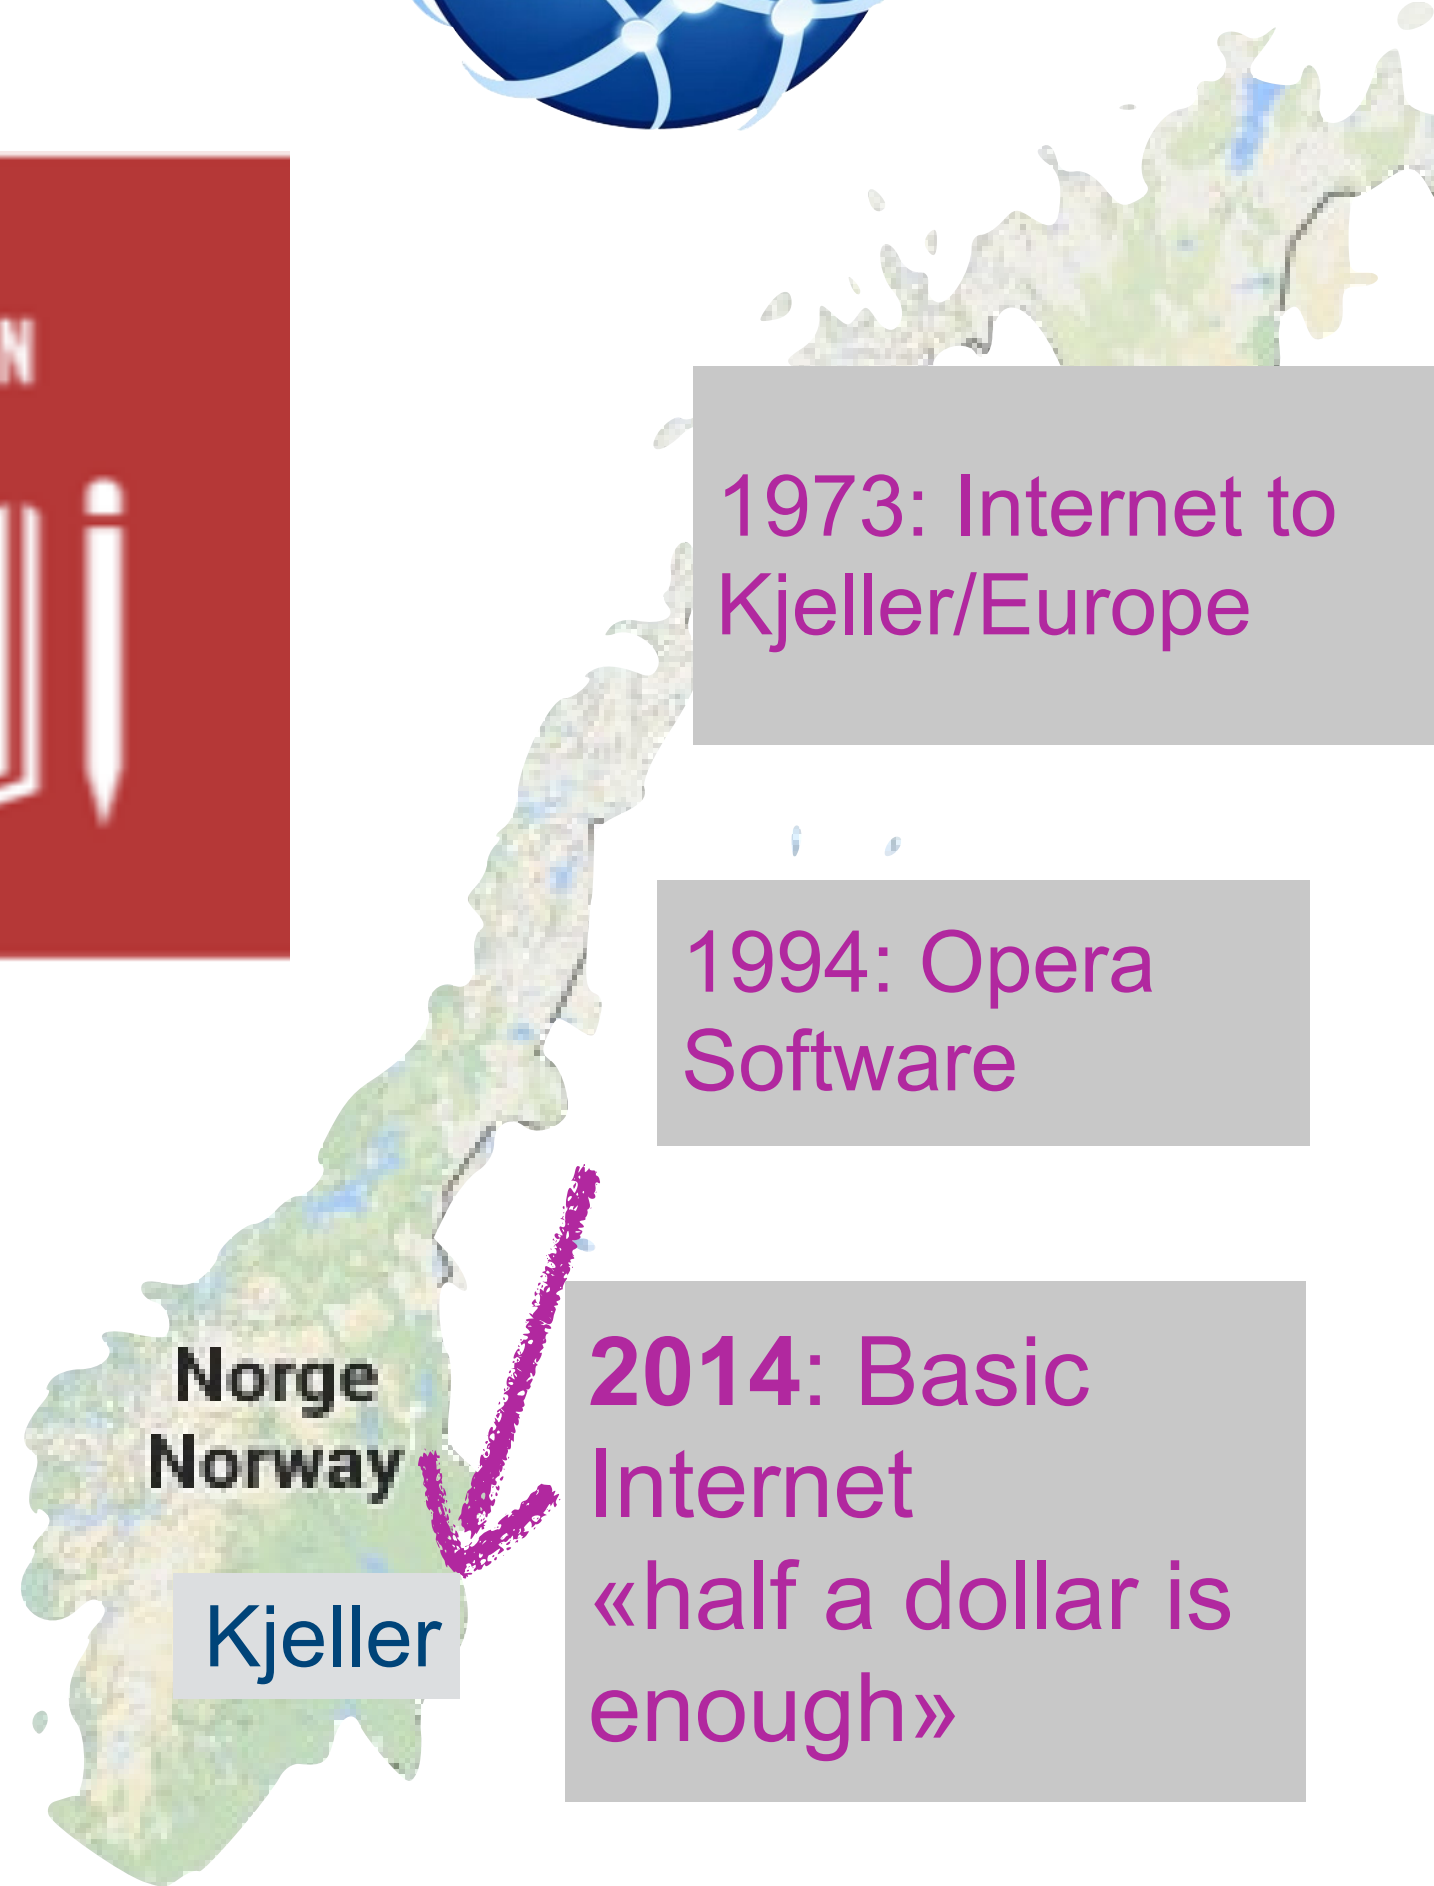 N
1973: Internet to
Kjeller/Europe
1994: Opera
Software
2014: Basic
Internet
«half a dollar is
enough»
Norge
Norway
Kjeller